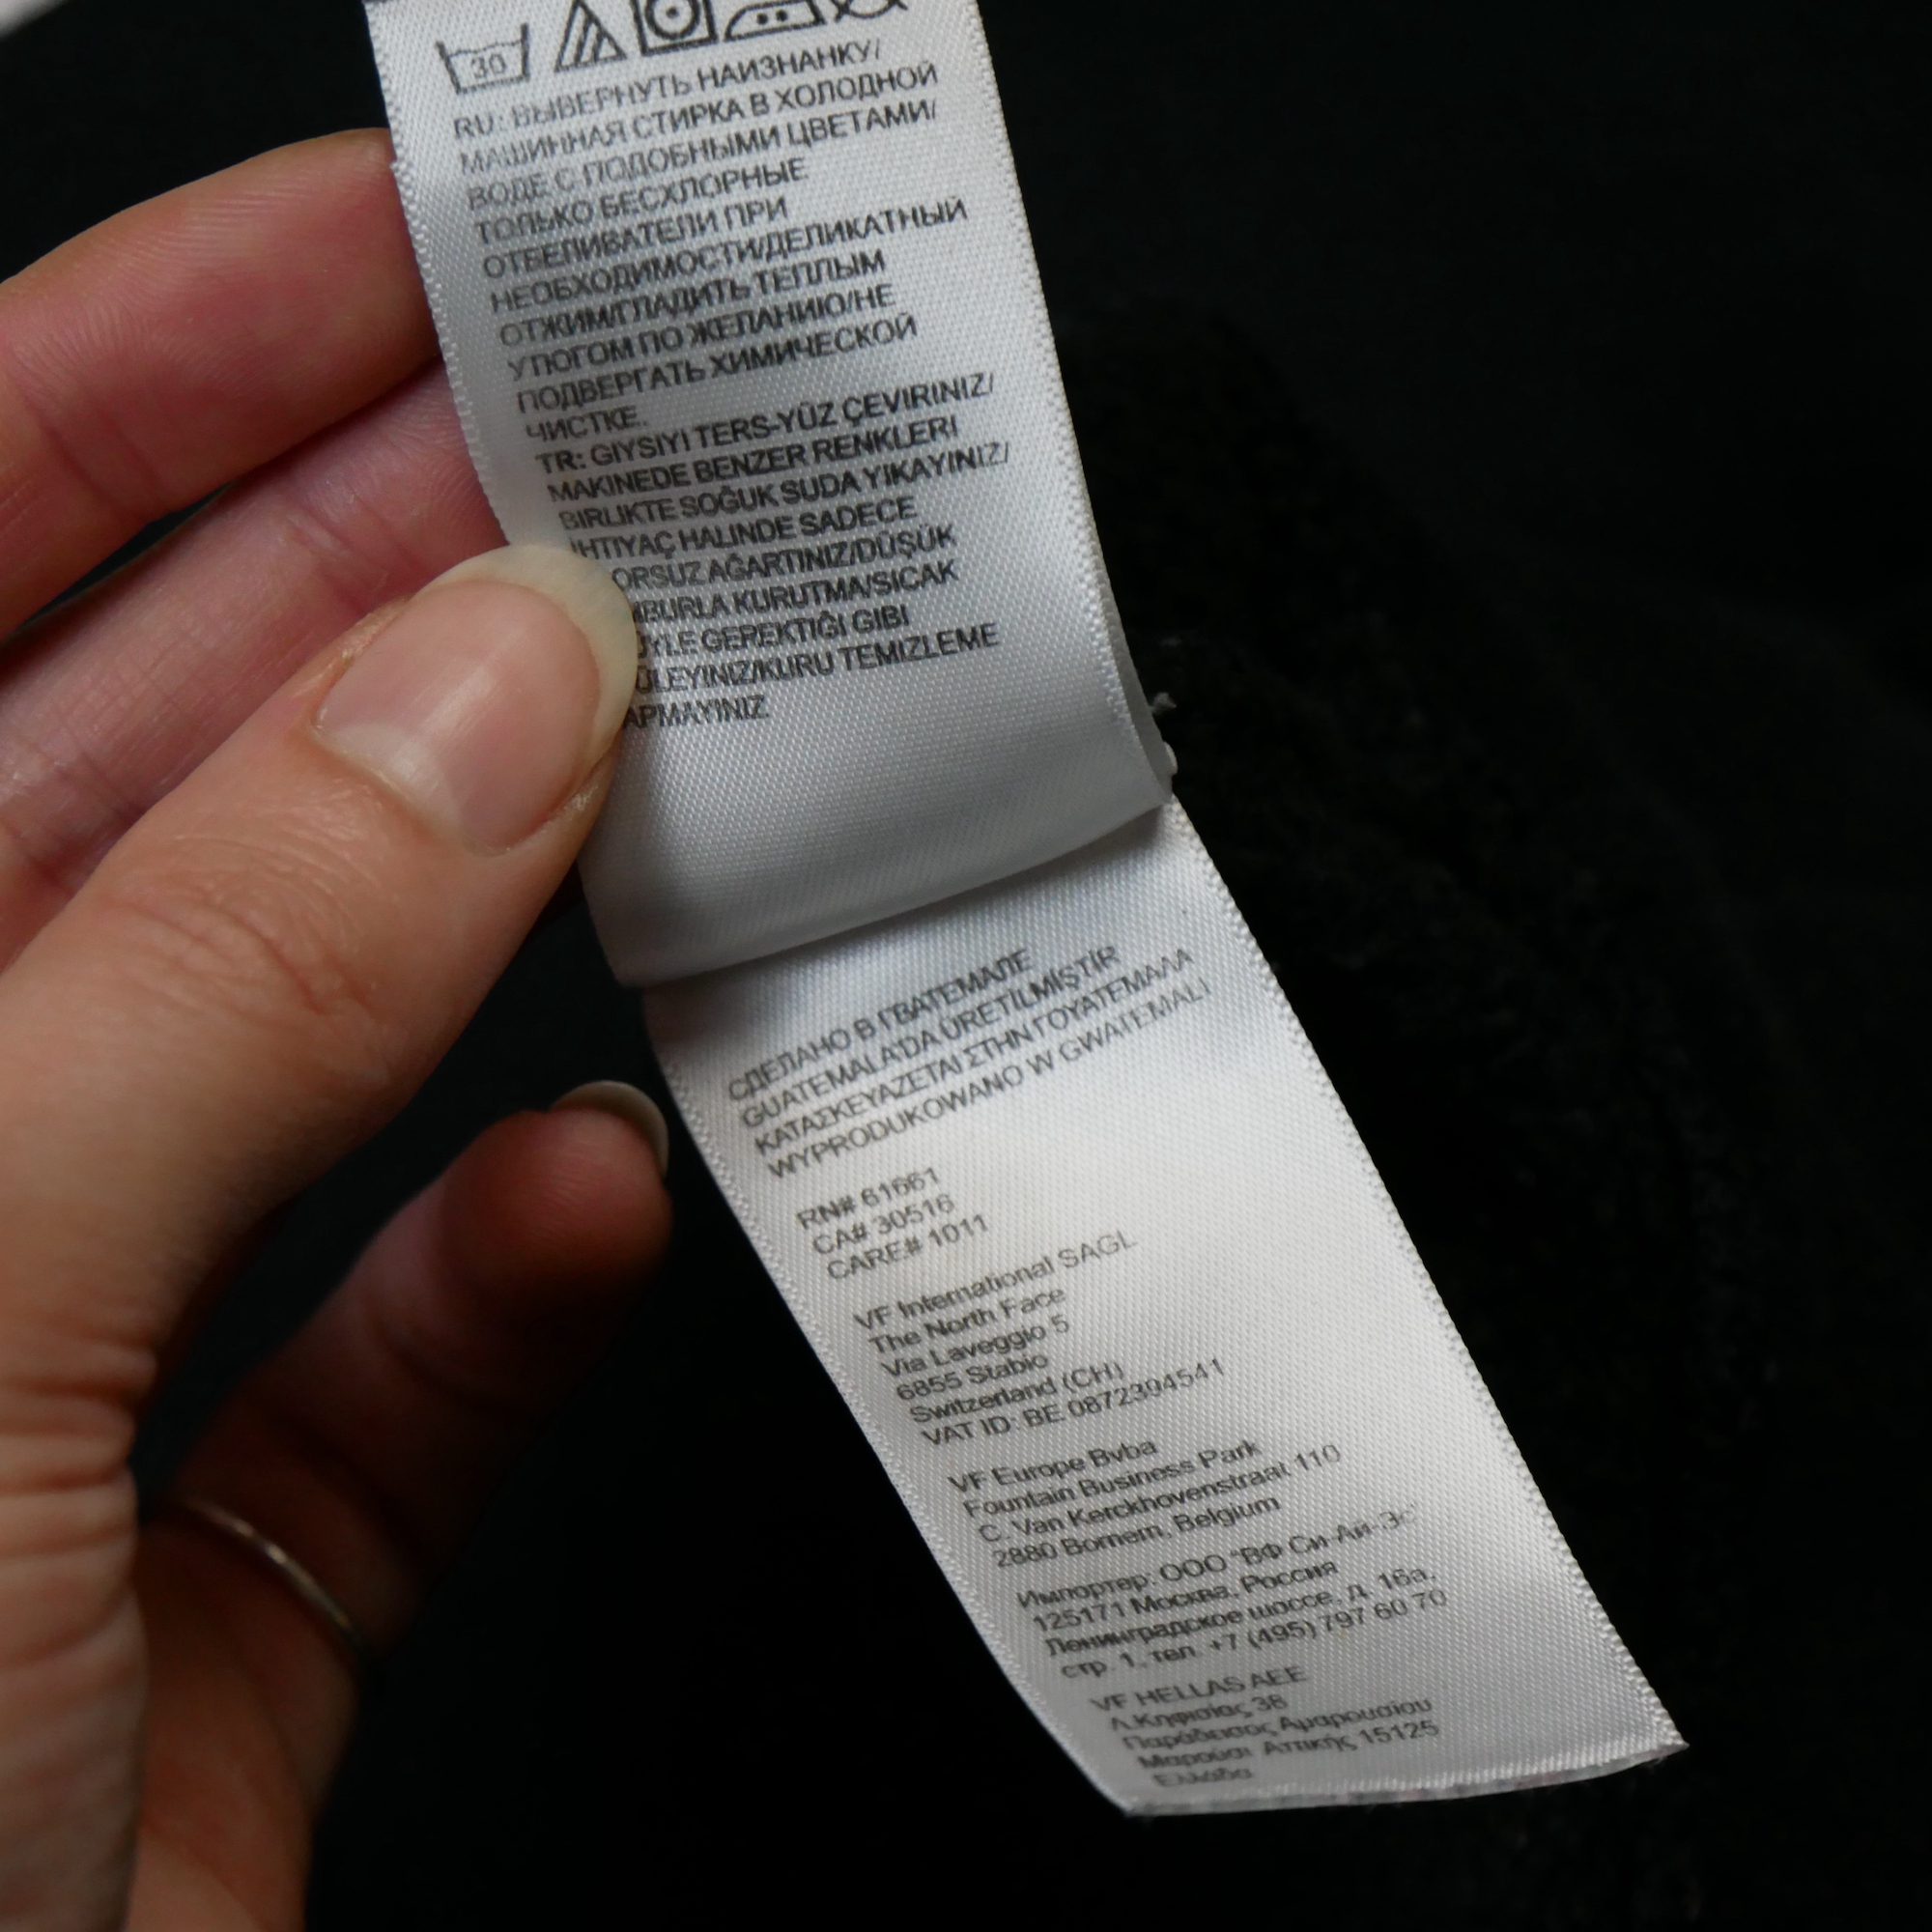 30
RU: ВЫВЕРНУТЬ НАИЗНАНКУ/
МАШИННАЯ СТИРКА В ХОЛОДНОЙ
ВОДЕ С ПОДОБНЫМИ ЦВЕТАМИ/
ТОЛЬКО БЕСХЛОРНЫЕ
ОТБЕЛИВАТЕЛИ ПРИ
НЕОБХОДИМОСТИ/ДЕЛИКАТНЫЙ
ОТЖИМ/ГЛАДИТЬ ТЕПЛЫМ
УТЮГОМ ПО ЖЕЛАНИЮ/НЕ
ПОДВЕРГАТЬ ХИМИЧЕСКОЙ
ЧИСТКЕ.
TR: GIYSIYI TERS-YÜZ ÇEVIRINIZ/
MAKINEDE BENZER RENKLERI
BIRLIKTE SOĞUK SUDA YIKAYINIZ/
IHTIYAÇ HALINDE SADECE
ORSUZ AĞARTINIZ/DÜŞÜK
BURLA KURUTMA/SICAK
YLE GEREKTIĞI GIBI
ÜLEYINIZ/KURU TEMIZLEME
APMAYINIZ
СДЕЛАНО В ГВАТЕМАЛЕ
GUATEMALA'DA ÜRETILMIŞTİR
ΚΑΤΑΣΚΕΥΑΖΕΤΑΙ ΣΤΗΝ ΓΟΥΑΤΕΜΑΛΑ
WYPRODUKOWANO W GWATEMALI
RN# 61661
CA# 30516
CARE# 1011
VF International SAGL
The North Face
Via Laveggio 5
6855 Stabio
Switzerland (CH)
VAT ID: BE 0872394541
VF Europe Bvba
Fountain Business Park
C. Van Kerckhovenstraat 110
2880 Bornem, Belgium
Импортер: ООО "ВФ Си-Ай-Эс"
125171 Москва, Россия
Ленинградское шоссе, д. 16а,
стр. 1, тел. +7 (495) 797 60 70
VF HELLAS AEE
Λ.Κηφισίας 38
Παράδεισος Αμαρουσίου
Μαρούσι Αττικής 15125
Ελλάδα